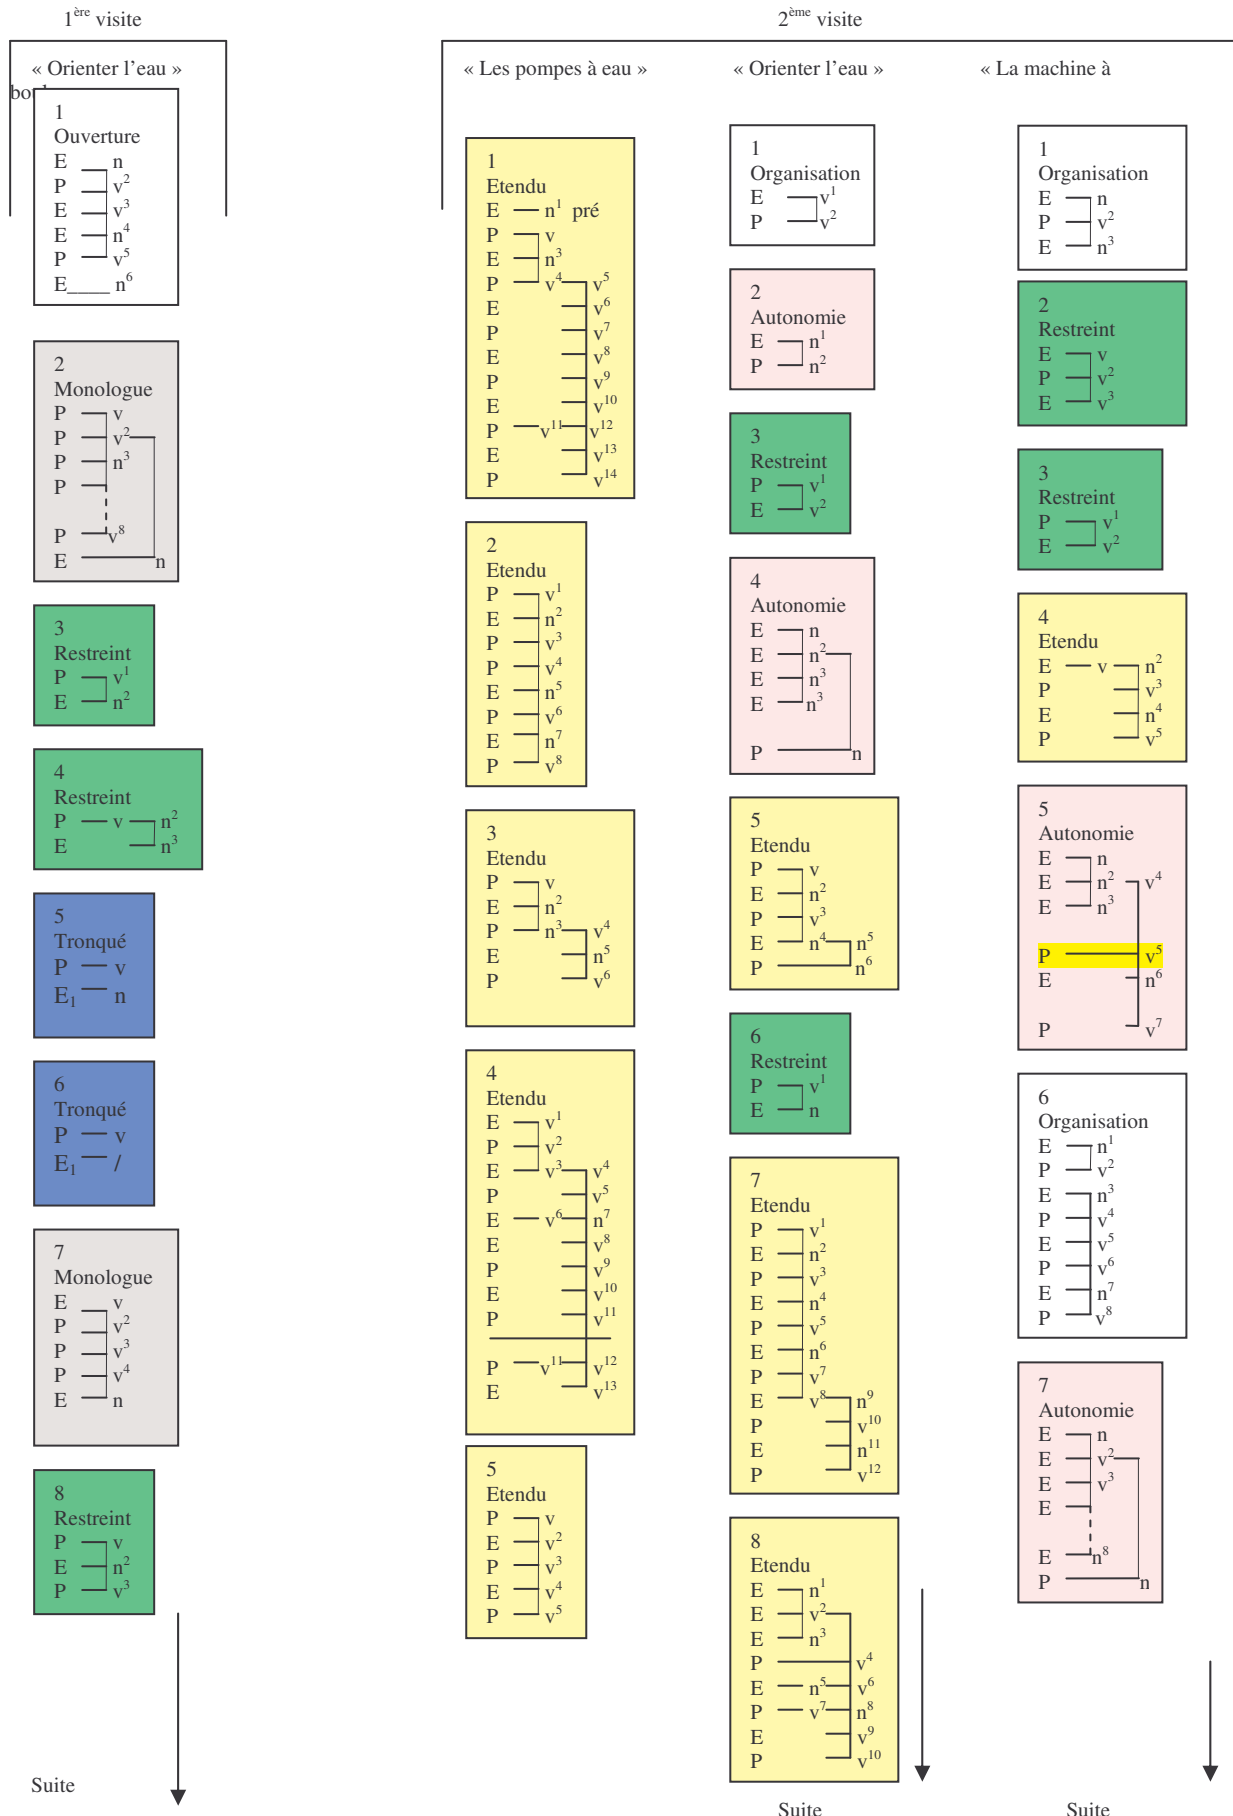 1ère visite
« Orienter l’eau »
1
Ouverture
E n
P v2
E v3
E n4
P v5
E____ n6
2
Monologue
P v
P v2
P n3
P
P v8
E n
3
Restreint
P v1
E n2
4
Restreint
P v n2
E n3
5
Tronqué
P v
E1 n
6
Tronqué
P v
E1 /
7
Monologue
E v
P v2
P v3
P v4
E n
8
Restreint
P v
E n2
P v3
Suite
2ème visite
« Les pompes à eau »
1
Etendu
E n1 pré
P v
E n3
P v4 v5
E v6
P v7
E v8
P v9
E v10
P v11 v12
E v13
P v14
2
Etendu
P v1
E n2
P v3
P v4
E n5
P v6
E n7
P v8
3
Etendu
P v
E n2
P n3 v4
E n5
P v6
4
Etendu
E v1
P v2
E v3 v4
P v5
E v6 n7
E v8
P v9
E v10
P v11
P v11 v12
E v13
5
Etendu
P v
E v2
P v3
E v4
P v5
« Orienter l’eau »
1
Organisation
E v1
P v2
2
Autonomie
E n1
P n2
3
Restreint
P v1
E v2
4
Autonomie
E n
E n2
E n3
E n3
P n
5
Etendu
P v
E n2
P v3
E n4 n5
P n6
6
Restreint
P v1
E n
7
Etendu
P v1
E n2
P v3
E n4
P v5
E n6
P v7
E v8 n9
P v10
E n11
P v12
8
Etendu
E n1
E v2
E n3
P v4
E n5 v6
P v7 n8
E v9
P v10
Suite
« La machine à
1
Organisation
E n
P v2
E n3
2
Restreint
E v
P v2
E v3
3
Restreint
P v1
E v2
4
Etendu
E v n2
P v3
E n4
P v5
5
Autonomie
E n
E n2 v4
E n3
P v5
E n6
P v7
6
Organisation
E n1
P v2
E n3
P v4
E v5
P v6
E n7
P v8
7
Autonomie
E n
E v2
E v3
E
E n8
P n
Suite